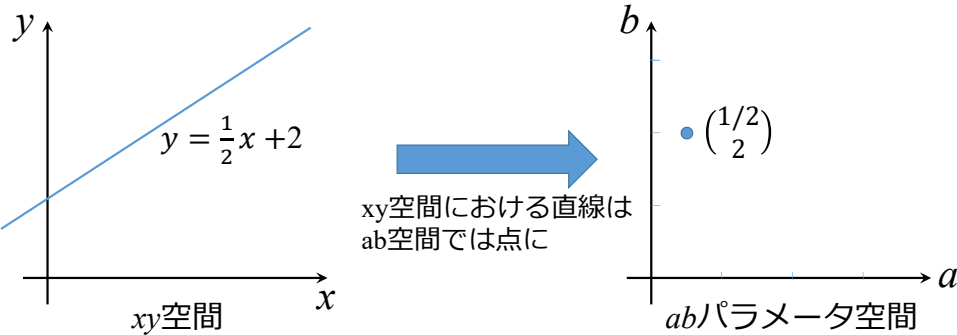 y
y = 1/2 x + 2
x
xy空間
xy空間における直線は
ab空間では点に
b
(1/2
2)
a
abパラメータ空間